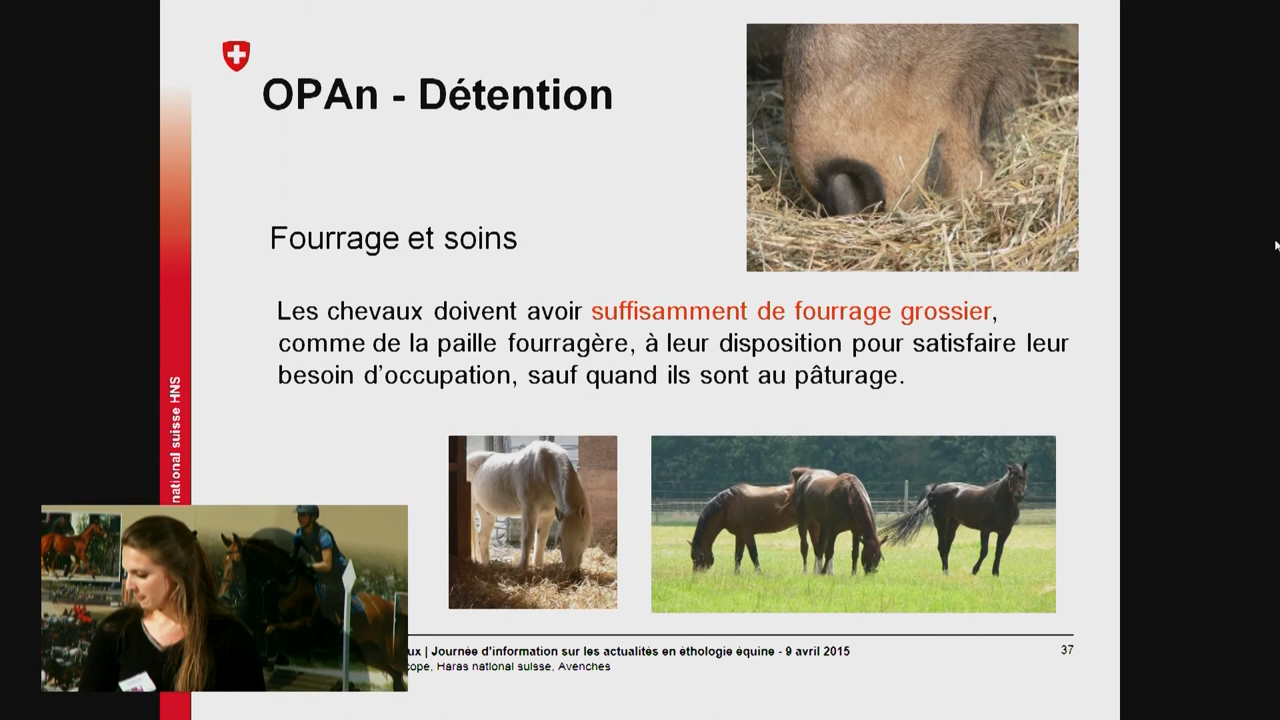 OPAn - Détention
Fourrage et soins
Les chevaux doivent avoir suffisamment de fourrage grossier,
comme de la paille fourragère, à leur disposition pour satisfaire leur
besoin d'occupation, sauf quand ils sont au pâturage.
national suisse HNS
ux | Journée d'information sur les actualités en éthologie équine - 9 avril 2015
cope, Haras national suisse, Avenches
37